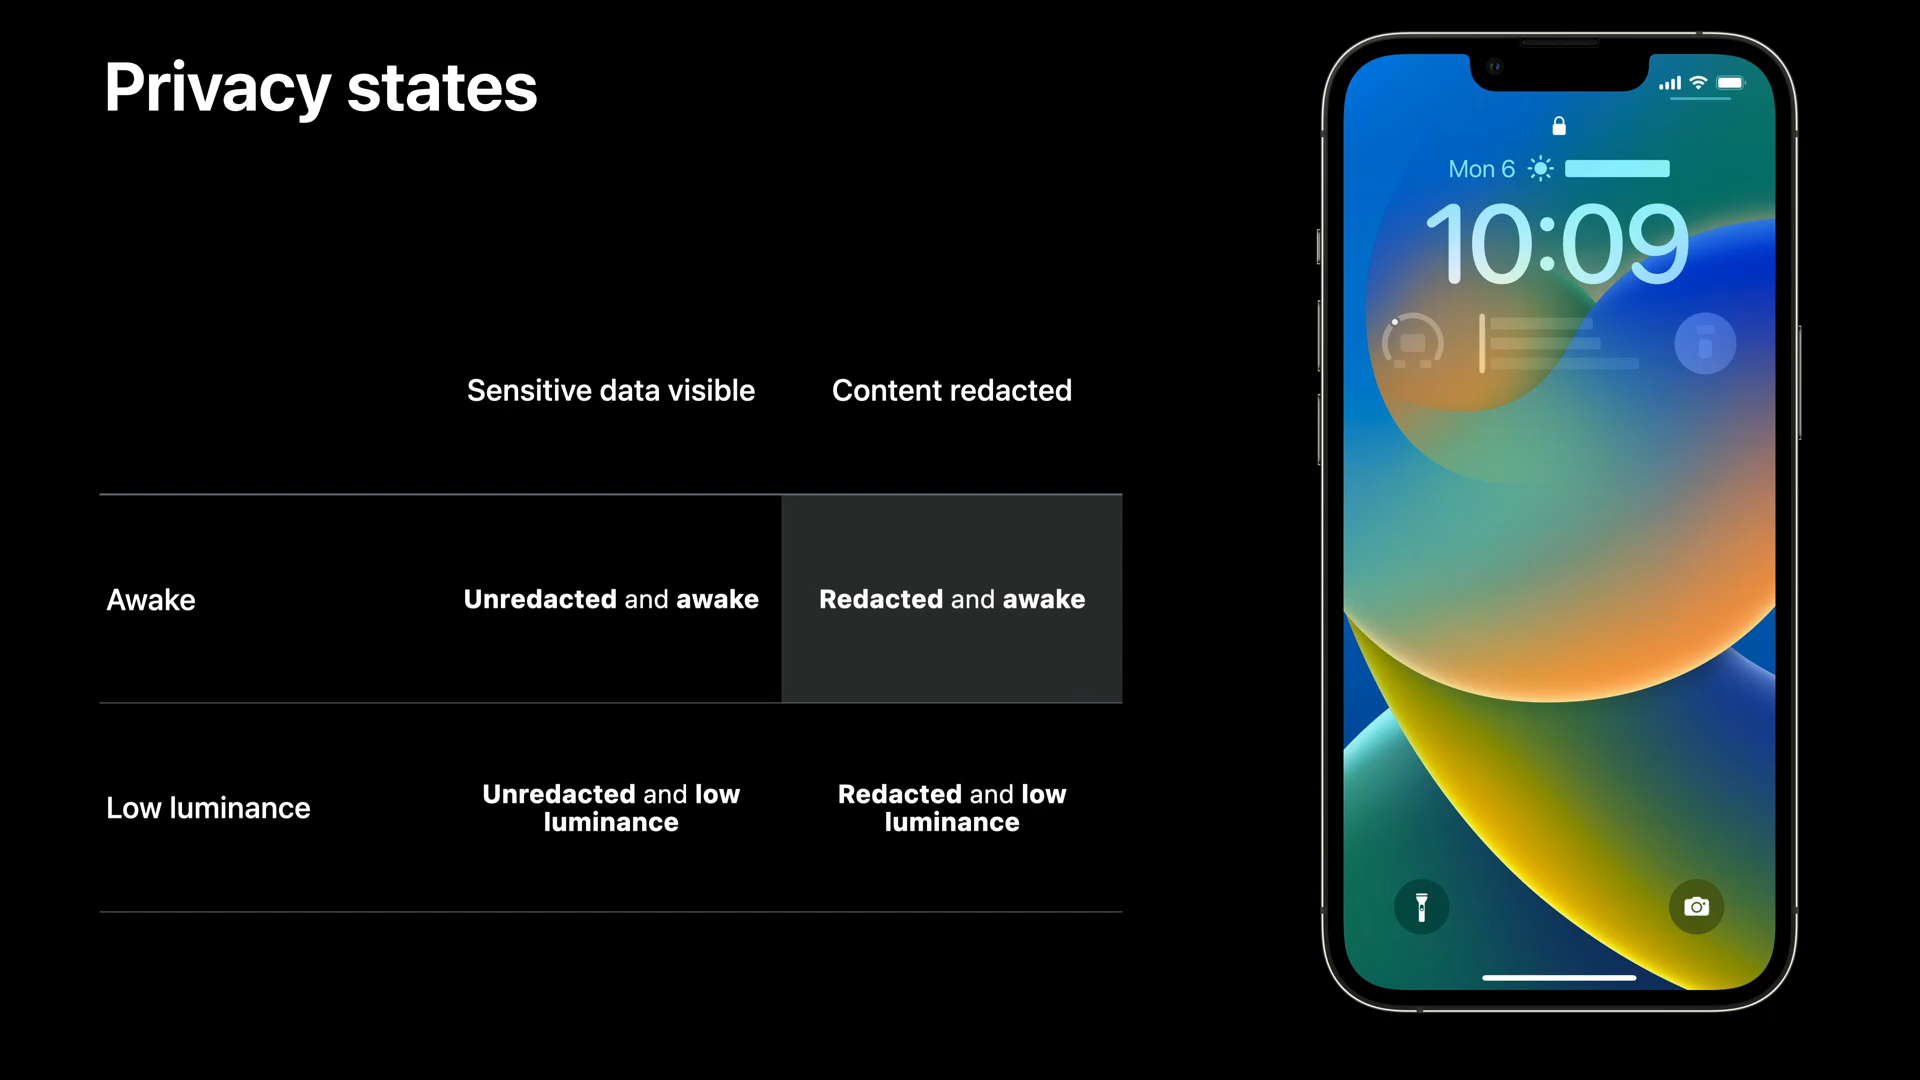 Privacy states
Sensitive data visible
Content redacted
Awake
Unredacted and awake
Redacted and awake
Low luminance
Unredacted and low
luminance
Redacted and low
luminance
Mon 6
10:09